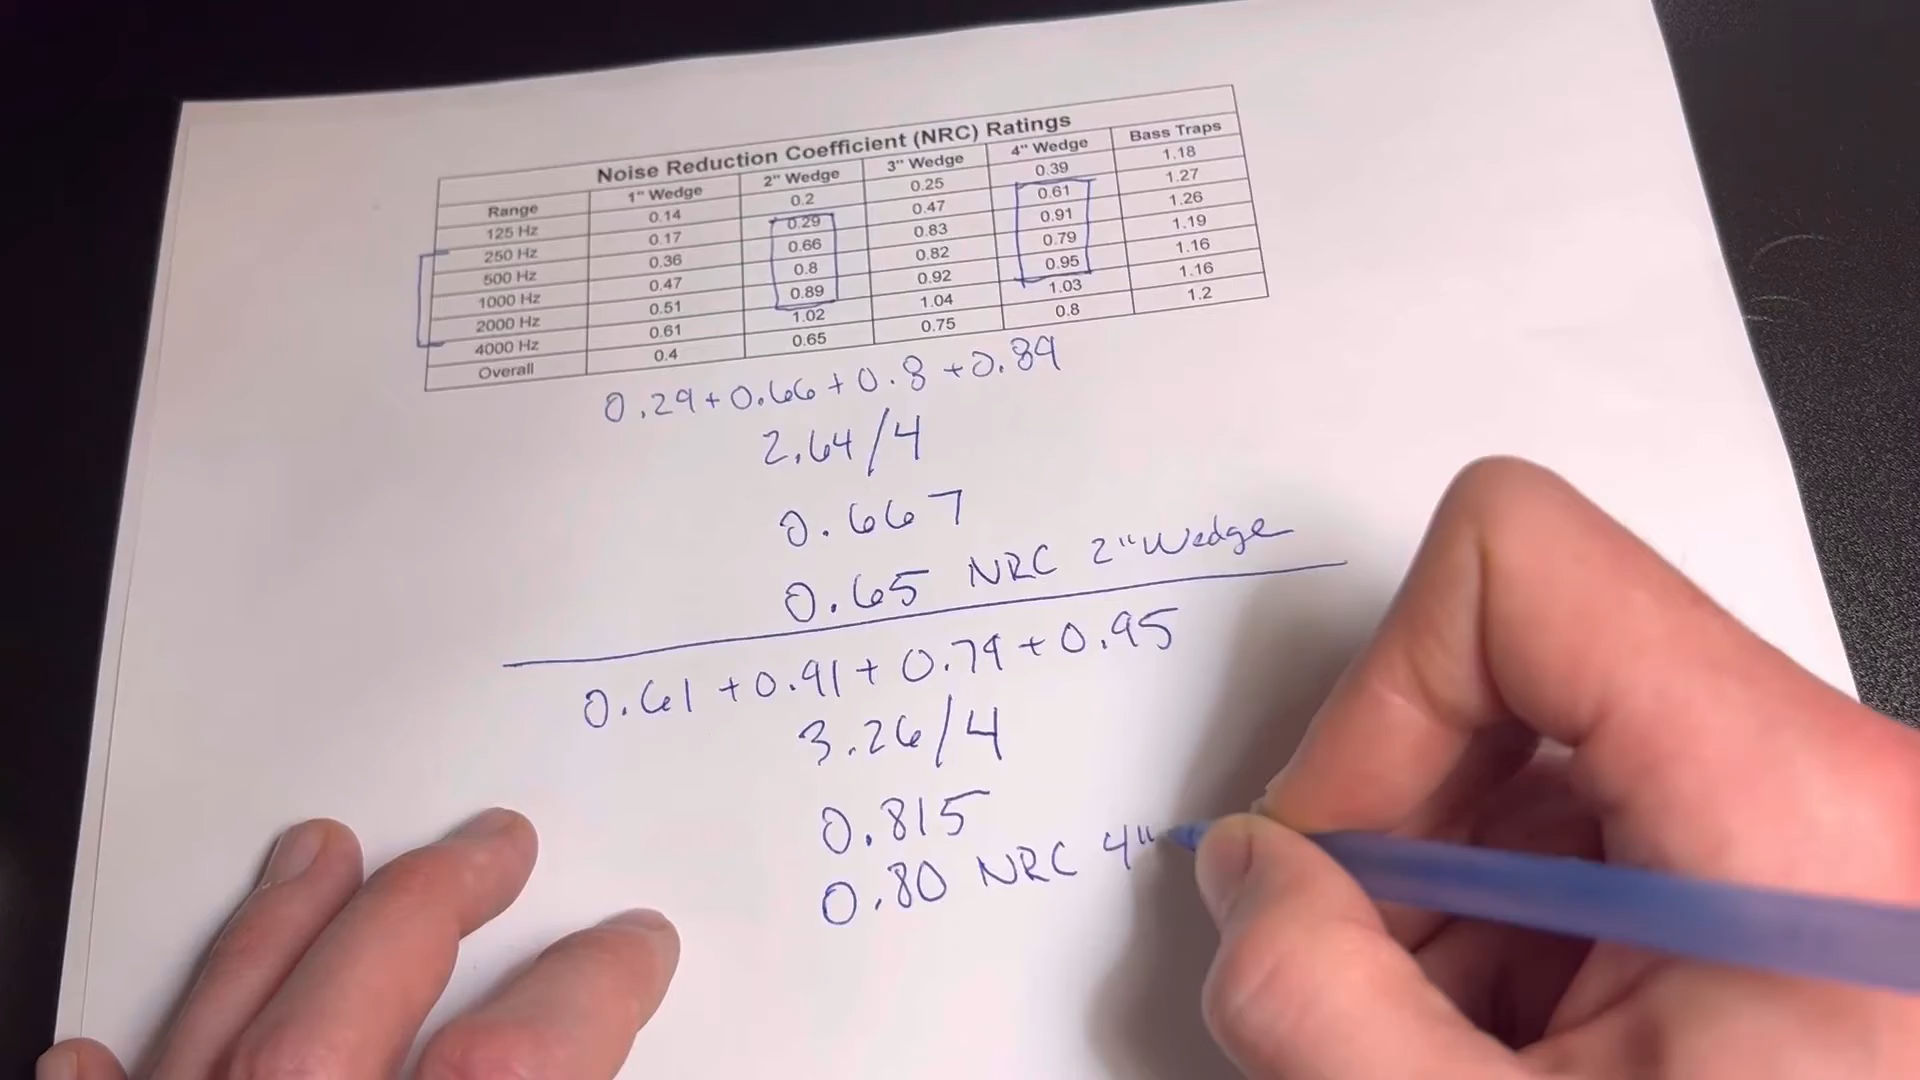 Noise Reduction Coefficient (NRC) Ratings
Range 1" Wedge 2" Wedge 3" Wedge 4" Wedge Bass Traps
125 Hz 0.14 0.2 0.25 0.39 1.18
250 Hz 0.17 0.29 0.47 0.61 1.27
500 Hz 0.36 0.66 0.83 0.91 1.26
1000 Hz 0.47 0.8 0.82 0.79 1.19
2000 Hz 0.51 0.89 0.92 0.95 1.16
4000 Hz 0.61 1.02 1.04 1.03 1.16
Overall 0.4 0.65 0.75 0.8 1.2
0.29+0.66+0.8+0.89
2.64/4
0.667
0.65 NRC 2" Wedge
0.61+0.91+0.79+0.95
3.26/4
0.815
0.80 NRC 4"